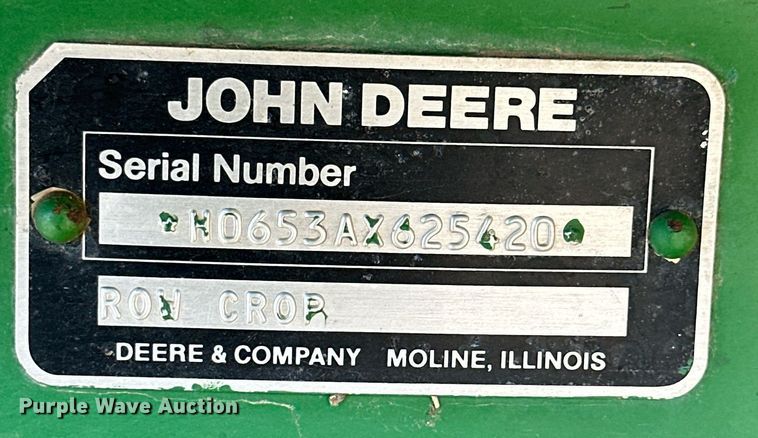 JOHN DEERE
Serial Number
*H0653AX625420*
ROW CROP
DEERE & COMPANY MOLINE, ILLINOIS
Purple Wave Auction